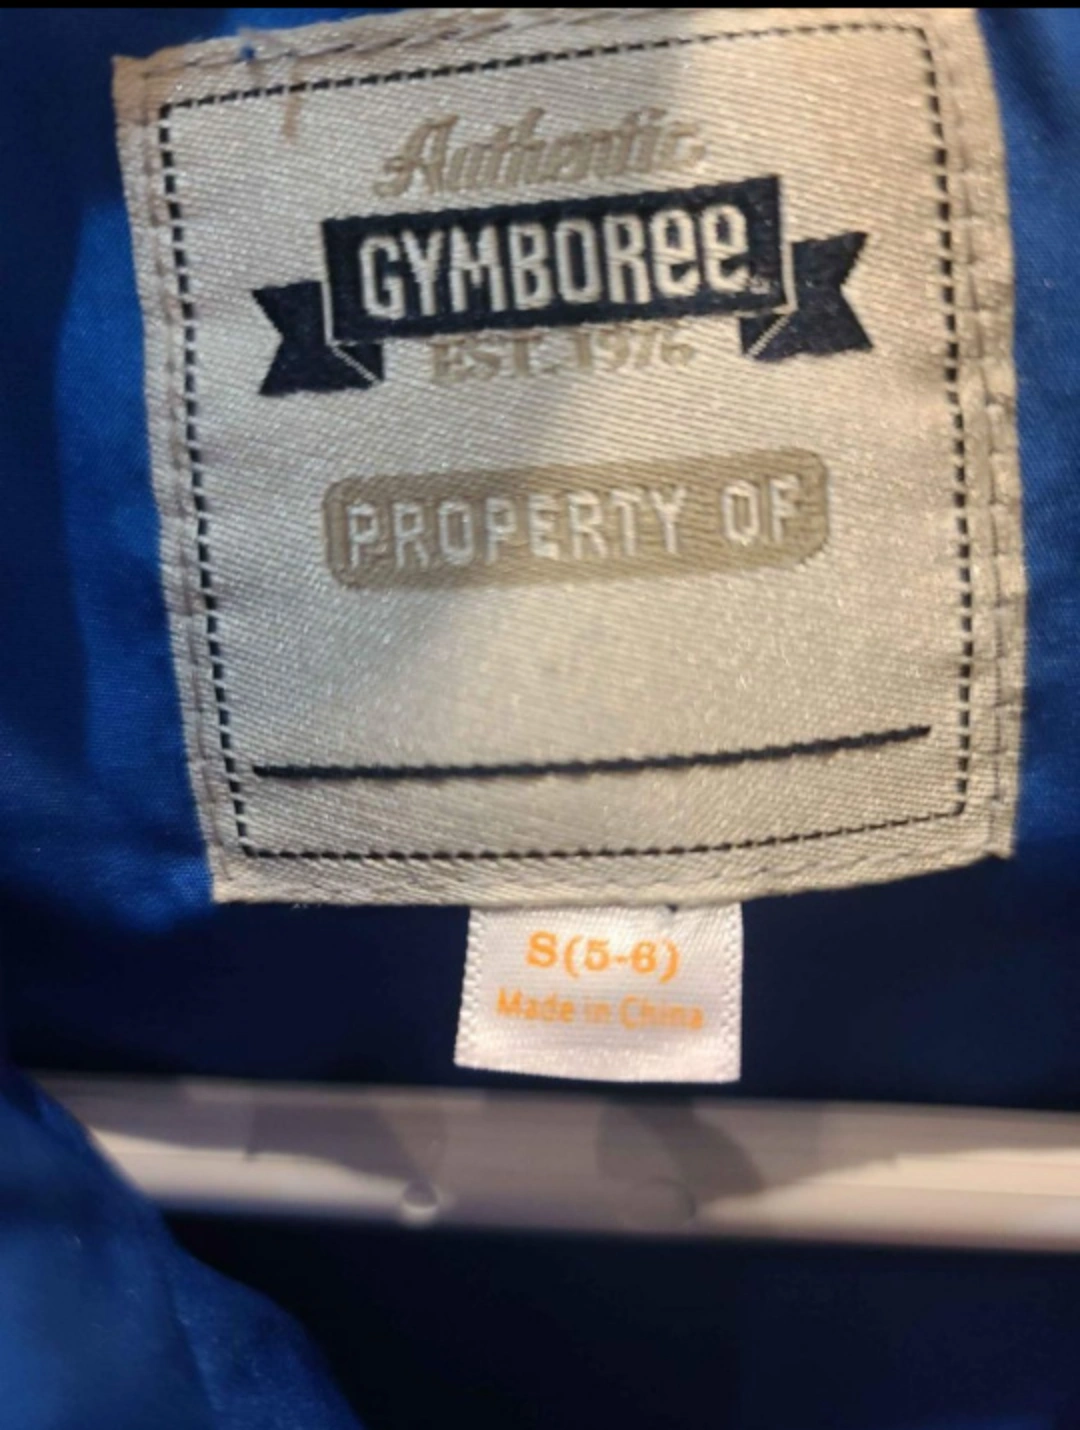 Authentic
GYMBOREE
EST. 1976
PROPERTY OF
S(5-6)
Made in China